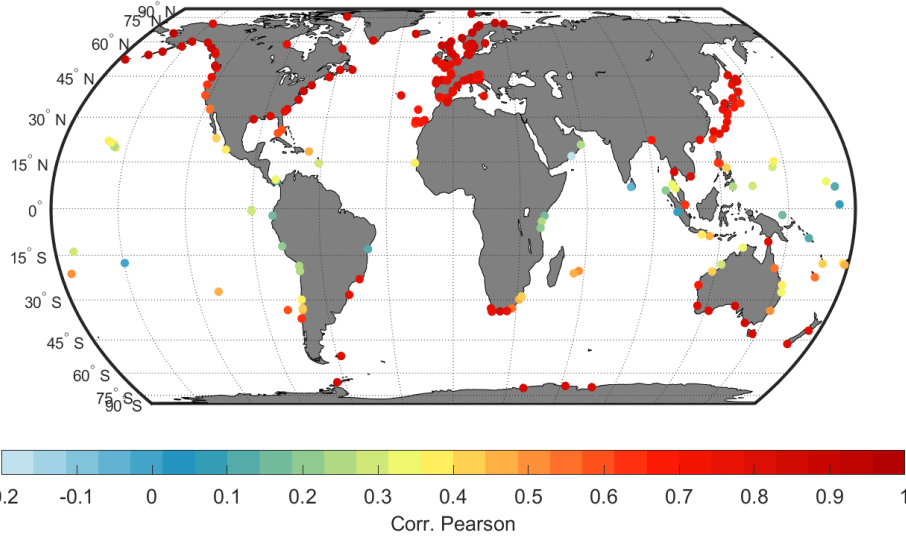 90° N
75° N
60° N
45° N
30° N
15° N
0°
15° S
30° S
45° S
60° S
75° S
90° S
0.2 -0.1 0 0.1 0.2 0.3 0.4 0.5 0.6 0.7 0.8 0.9 1
Corr. Pearson